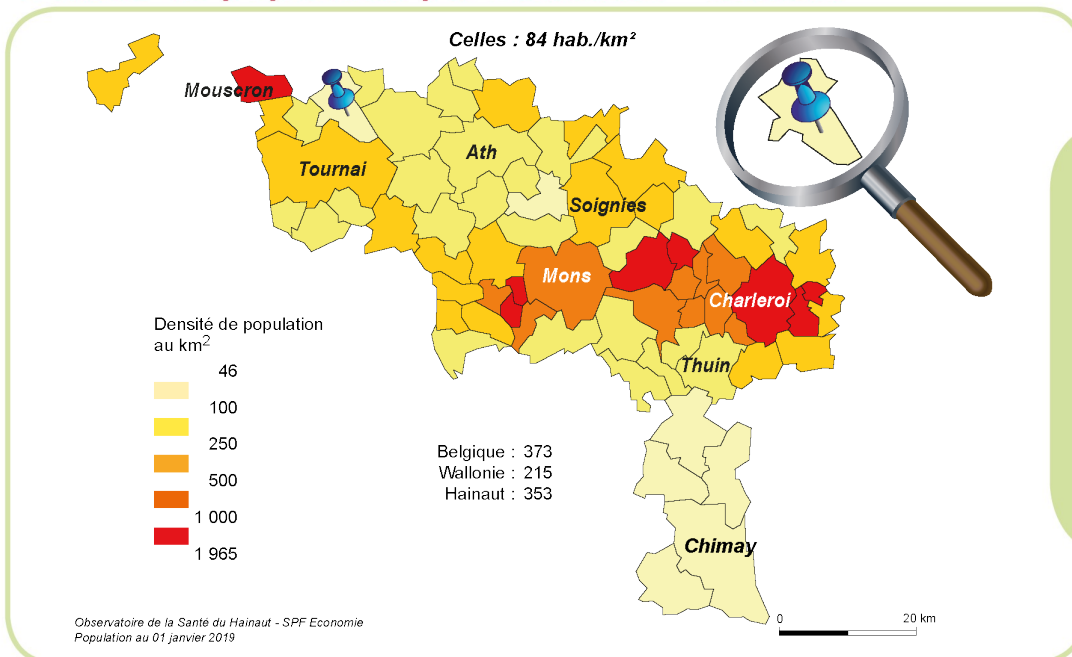 Celles : 84 hab./km²
Mouscron
Ath
Tournai
Soignies
Mons
Charleroi
Densité de population
au km2
46
100
250
500
1 000
1 965
Thuin
Belgique : 373
Wallonie : 215
Hainaut : 353
Chimay
Observatoire de la Santé du Hainaut - SPF Economie
Population au 01 janvier 2019
0 20 km